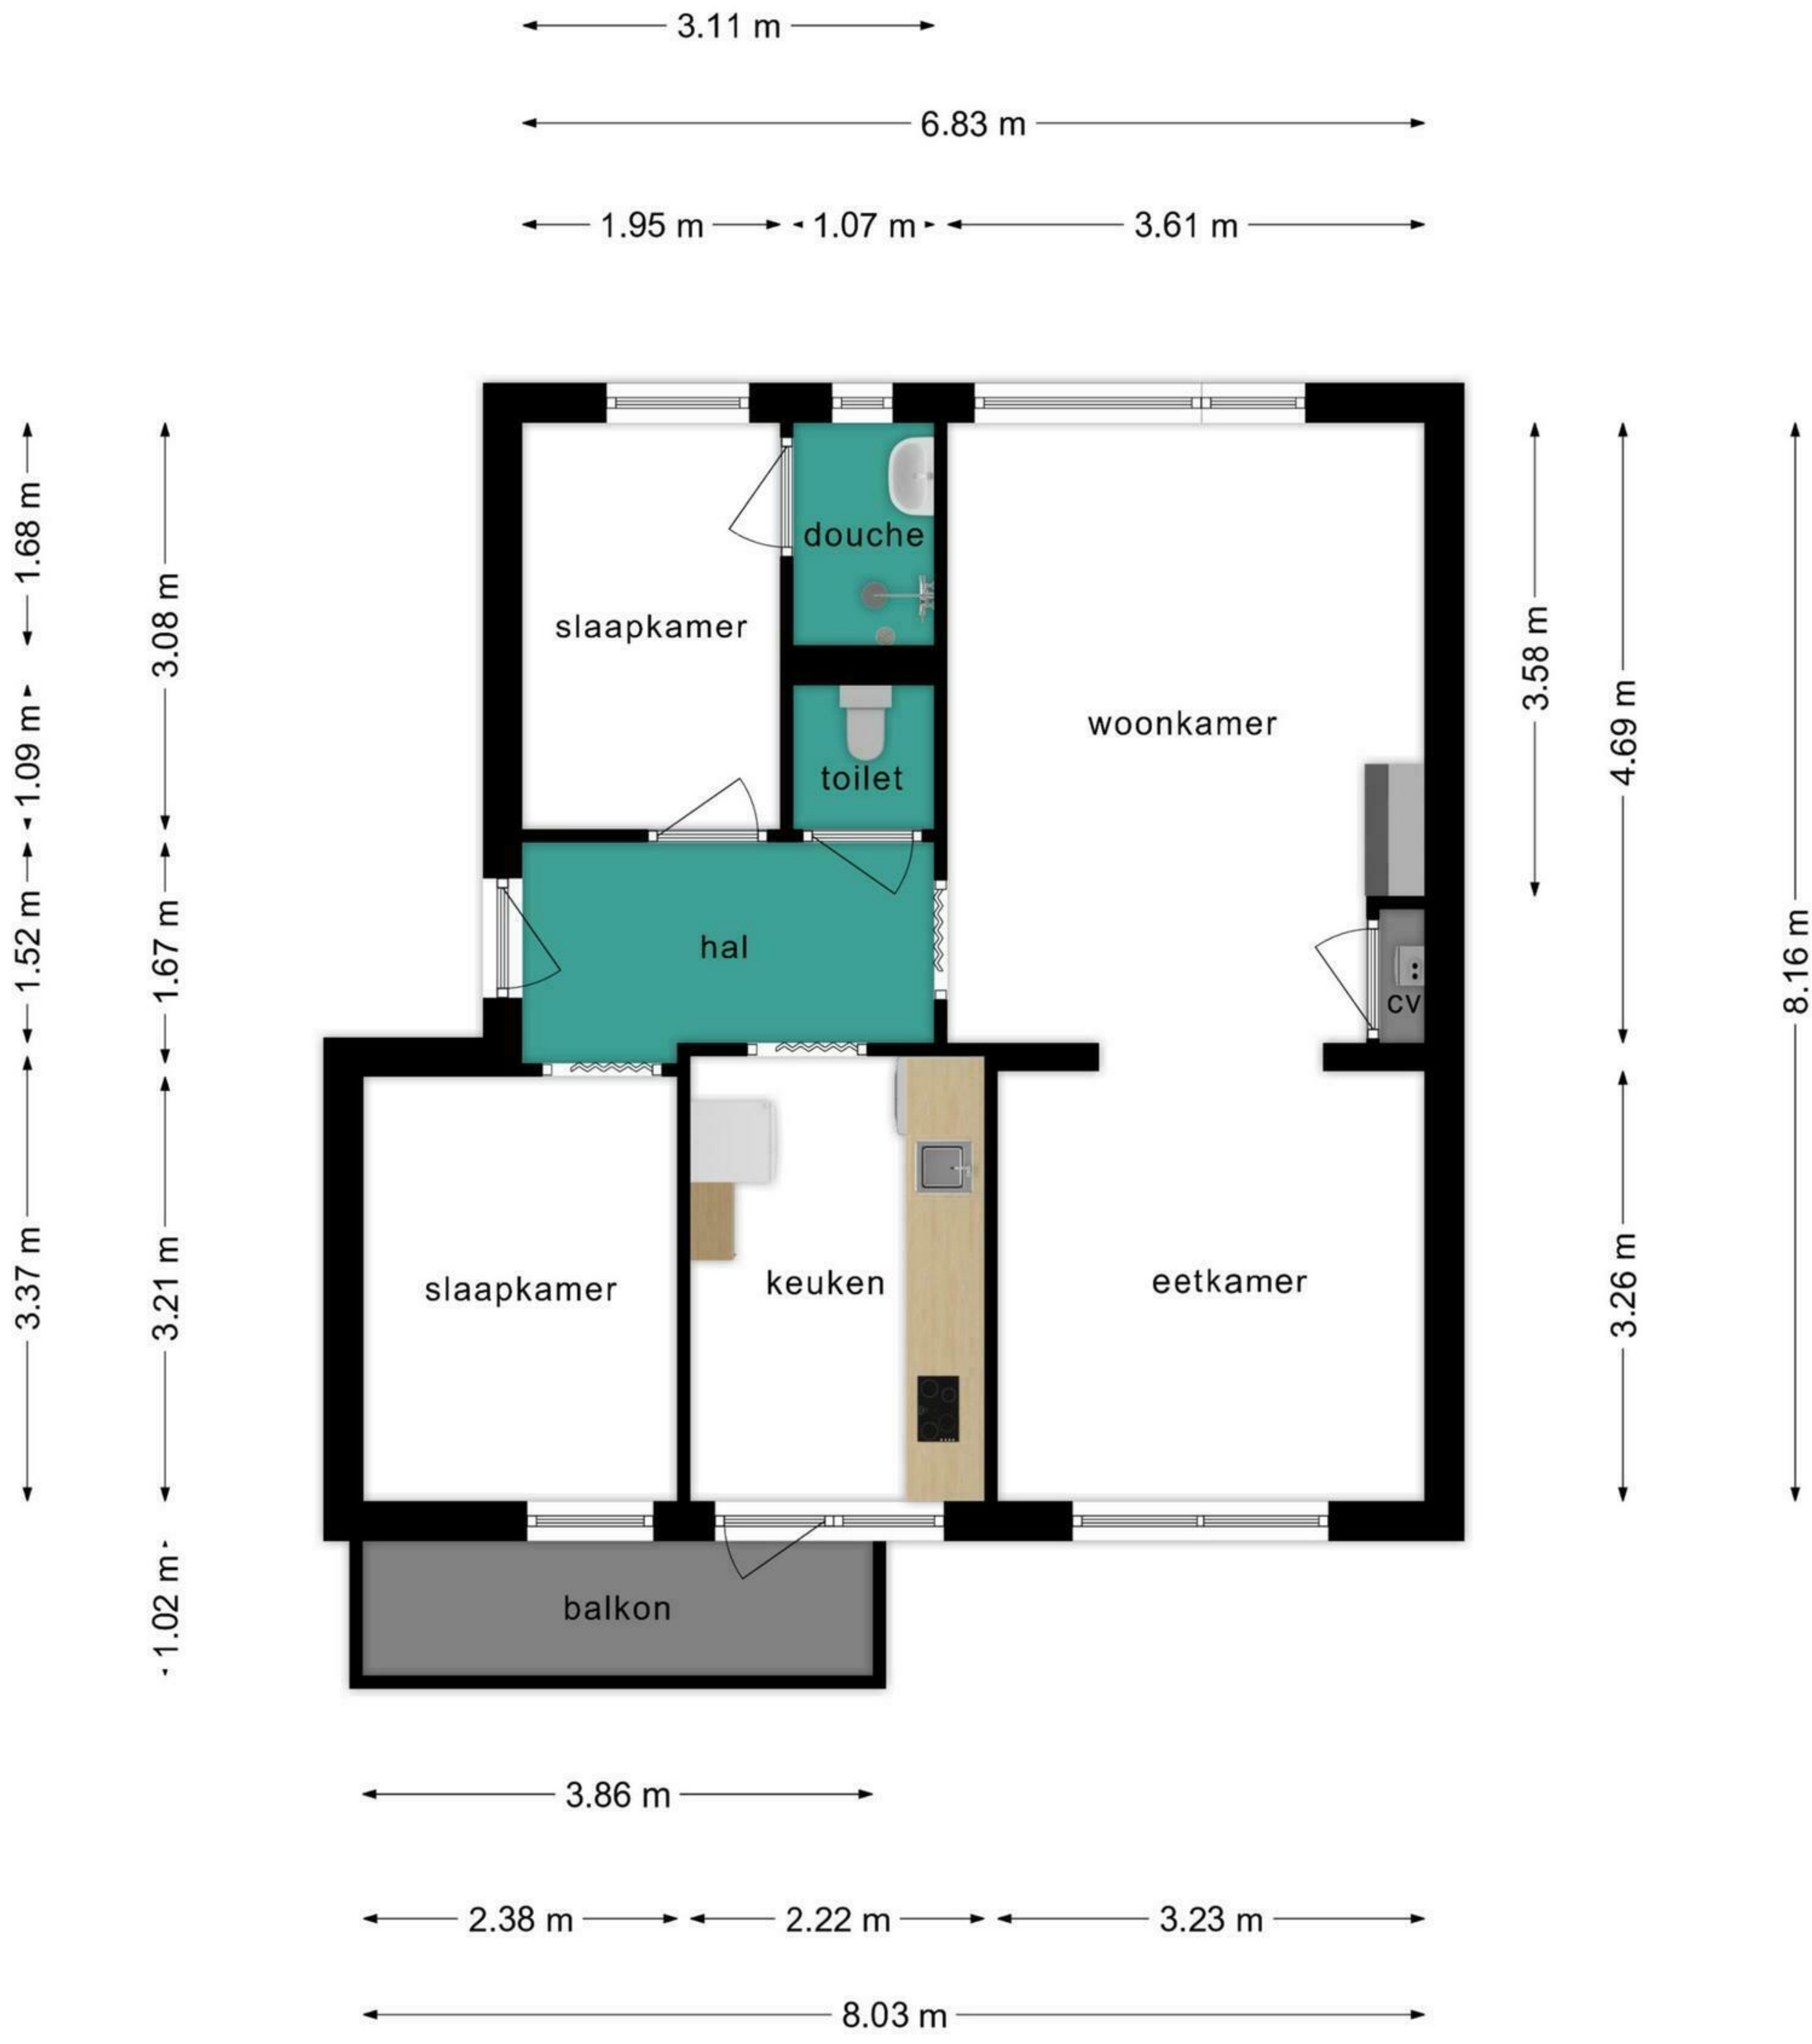 3.11 m
6.83 m
1.95 m
1.07 m
3.61 m
1.68 m
3.08 m
1.09 m
1.52 m
1.67 m
3.37 m
3.21 m
1.02 m
douche
slaapkamer
toilet
woonkamer
hal
cv
slaapkamer
keuken
eetkamer
balkon
3.58 m
4.69 m
8.16 m
3.26 m
3.86 m
2.38 m
2.22 m
3.23 m
8.03 m